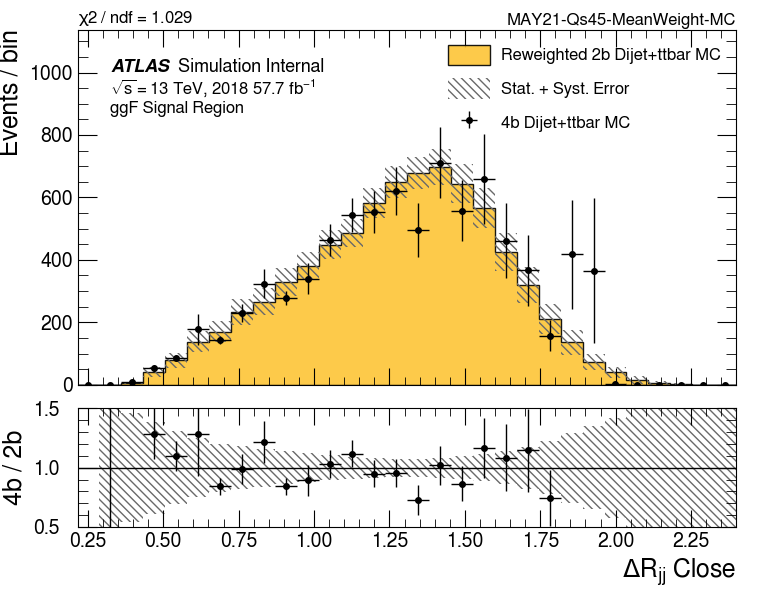 χ2 / ndf = 1.029
MAY21-Qs45-MeanWeight-MC
Events / bin
ATLAS Simulation Internal
√s = 13 TeV, 2018 57.7 fb⁻¹
ggF Signal Region
Reweighted 2b Dijet+ttbar MC
Stat. + Syst. Error
4b Dijet+ttbar MC
1000
800
600
400
200
0
4b / 2b
1.5
1.0
0.5
0.25 0.50 0.75 1.00 1.25 1.50 1.75 2.00 2.25
ΔRjj Close